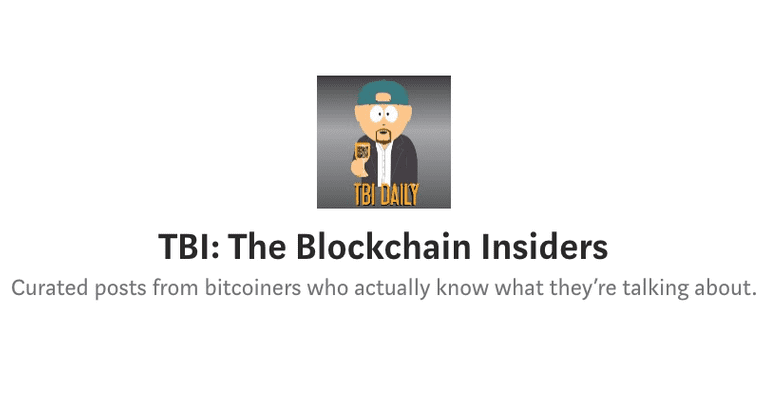 TBI DAILY
TBI: The Blockchain Insiders
Curated posts from bitcoiners who actually know what they’re talking about.